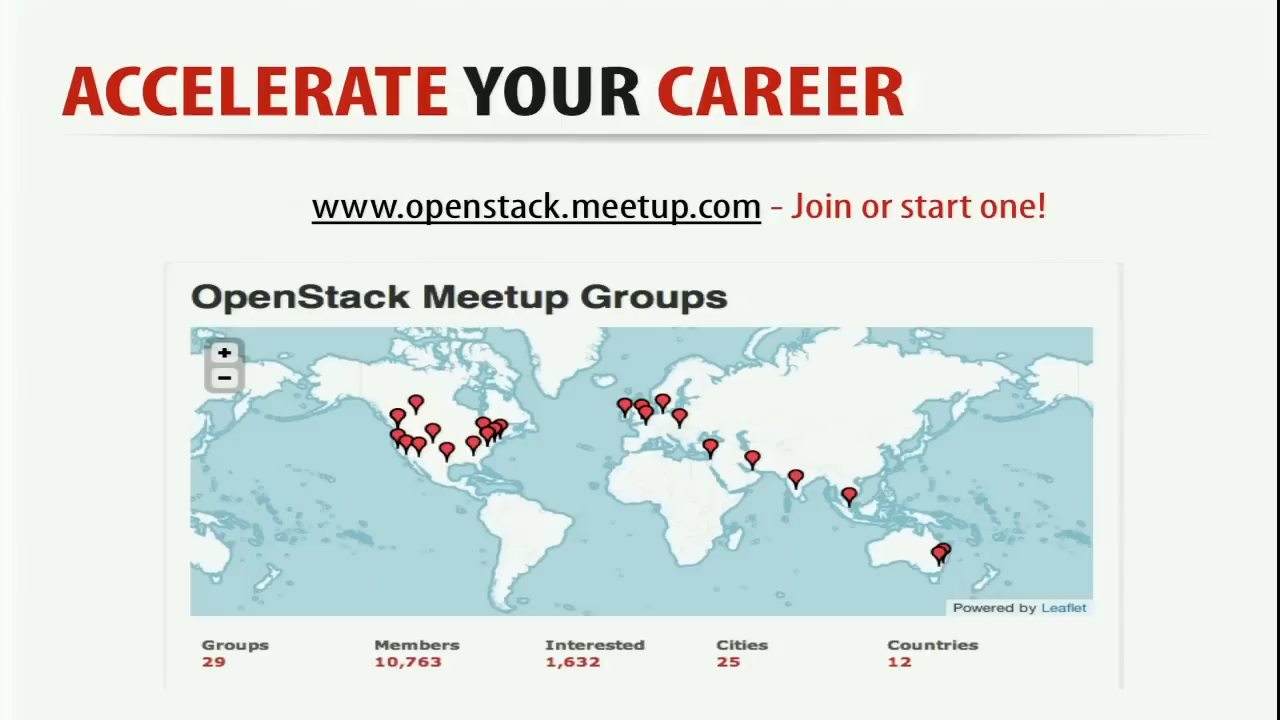 ACCELERATE YOUR CAREER
www.openstack.meetup.com - Join or start one!
OpenStack Meetup Groups
+
-
Powered by Leaflet
Groups Members Interested Cities Countries
29 10,763 1,632 25 12